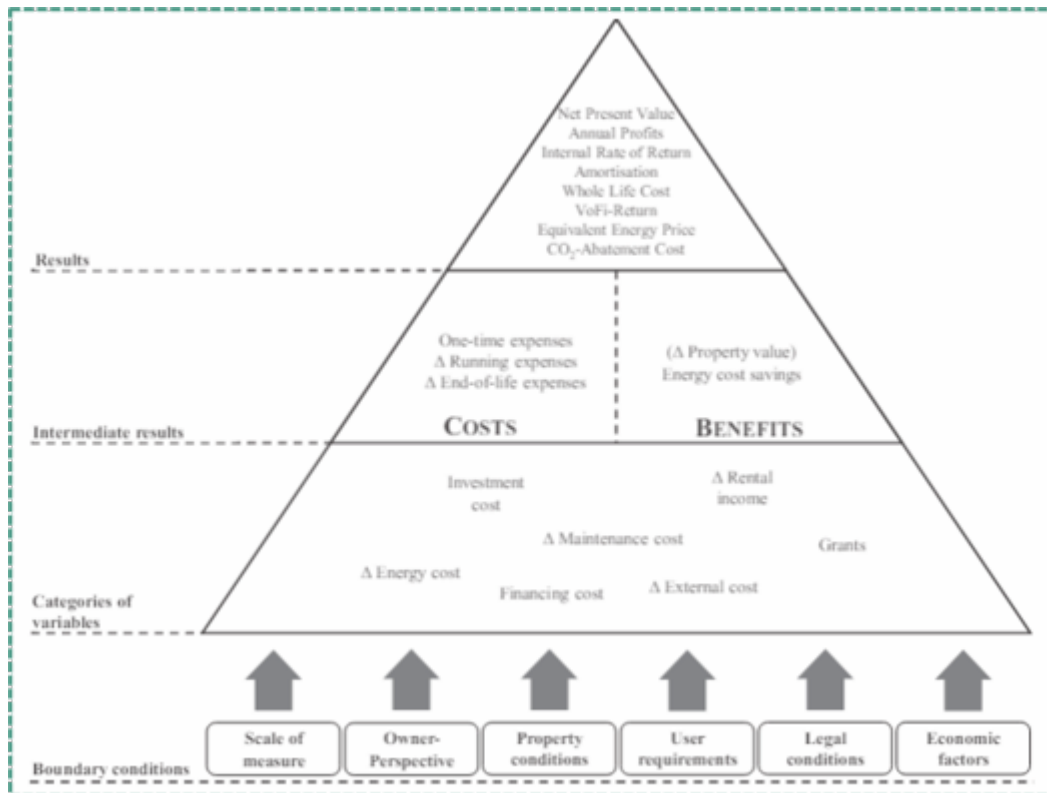 Net Present Value
Annual Profits
Internal Rate of Return
Amortisation
Whole Life Cost
VoFi-Return
Equivalent Energy Price
CO₂-Abatement Cost
Results
One-time expenses
Δ Running expenses
Δ End-of-life expenses
(Δ Property value)
Energy cost savings
Intermediate results
COSTS
BENEFITS
Investment
cost
Δ Rental
income
Δ Maintenance cost
Grants
Δ Energy cost
Financing cost
Δ External cost
Categories of
variables
Scale of
measure
Owner-
Perspective
Property
conditions
User
requirements
Legal
conditions
Economic
factors
Boundary conditions